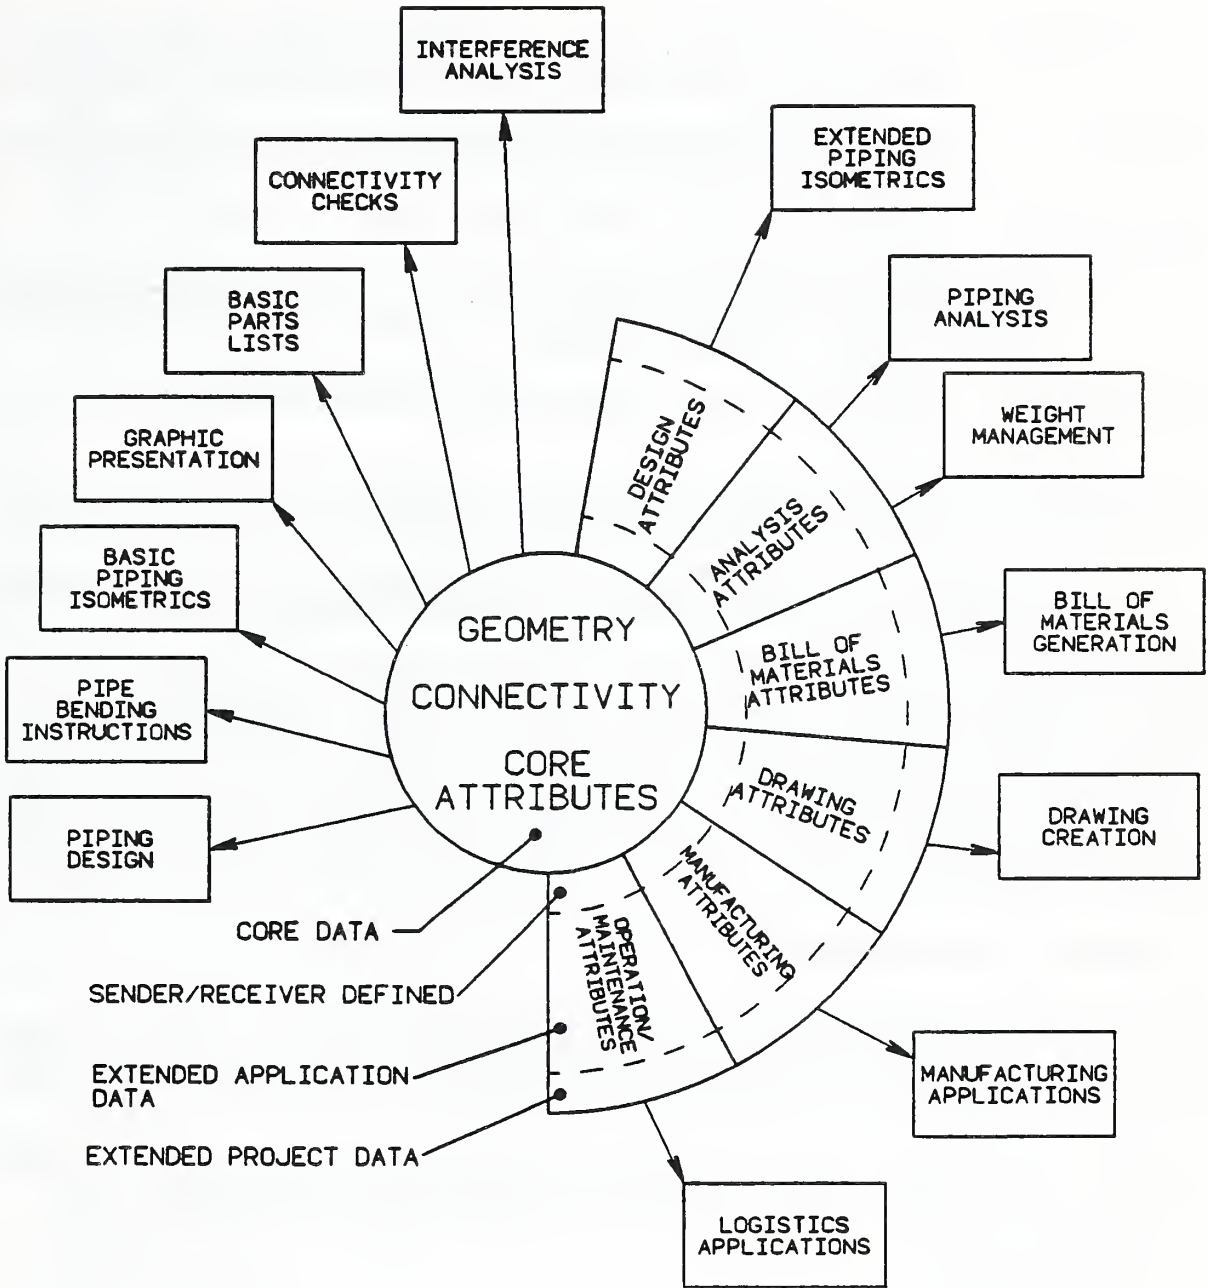 INTERFERENCE
ANALYSIS
EXTENDED
PIPING
ISOMETRICS
CONNECTIVITY
CHECKS
PIPING
ANALYSIS
BASIC
PARTS
LISTS
WEIGHT
MANAGEMENT
GRAPHIC
PRESENTATION
DESIGN
ATTRIBUTES
ANALYSIS
ATTRIBUTES
BASIC
PIPING
ISOMETRICS
BILL OF
MATERIALS
GENERATION
GEOMETRY
CONNECTIVITY
CORE
ATTRIBUTES
BILL OF
MATERIALS
ATTRIBUTES
PIPE
BENDING
INSTRUCTIONS
DRAWING
ATTRIBUTES
PIPING
DESIGN
DRAWING
CREATION
MANUFACTURING
ATTRIBUTES
OPERATION/
MAINTENANCE
ATTRIBUTES
CORE DATA
SENDER/RECEIVER DEFINED
EXTENDED APPLICATION
DATA
EXTENDED PROJECT DATA
MANUFACTURING
APPLICATIONS
LOGISTICS
APPLICATIONS